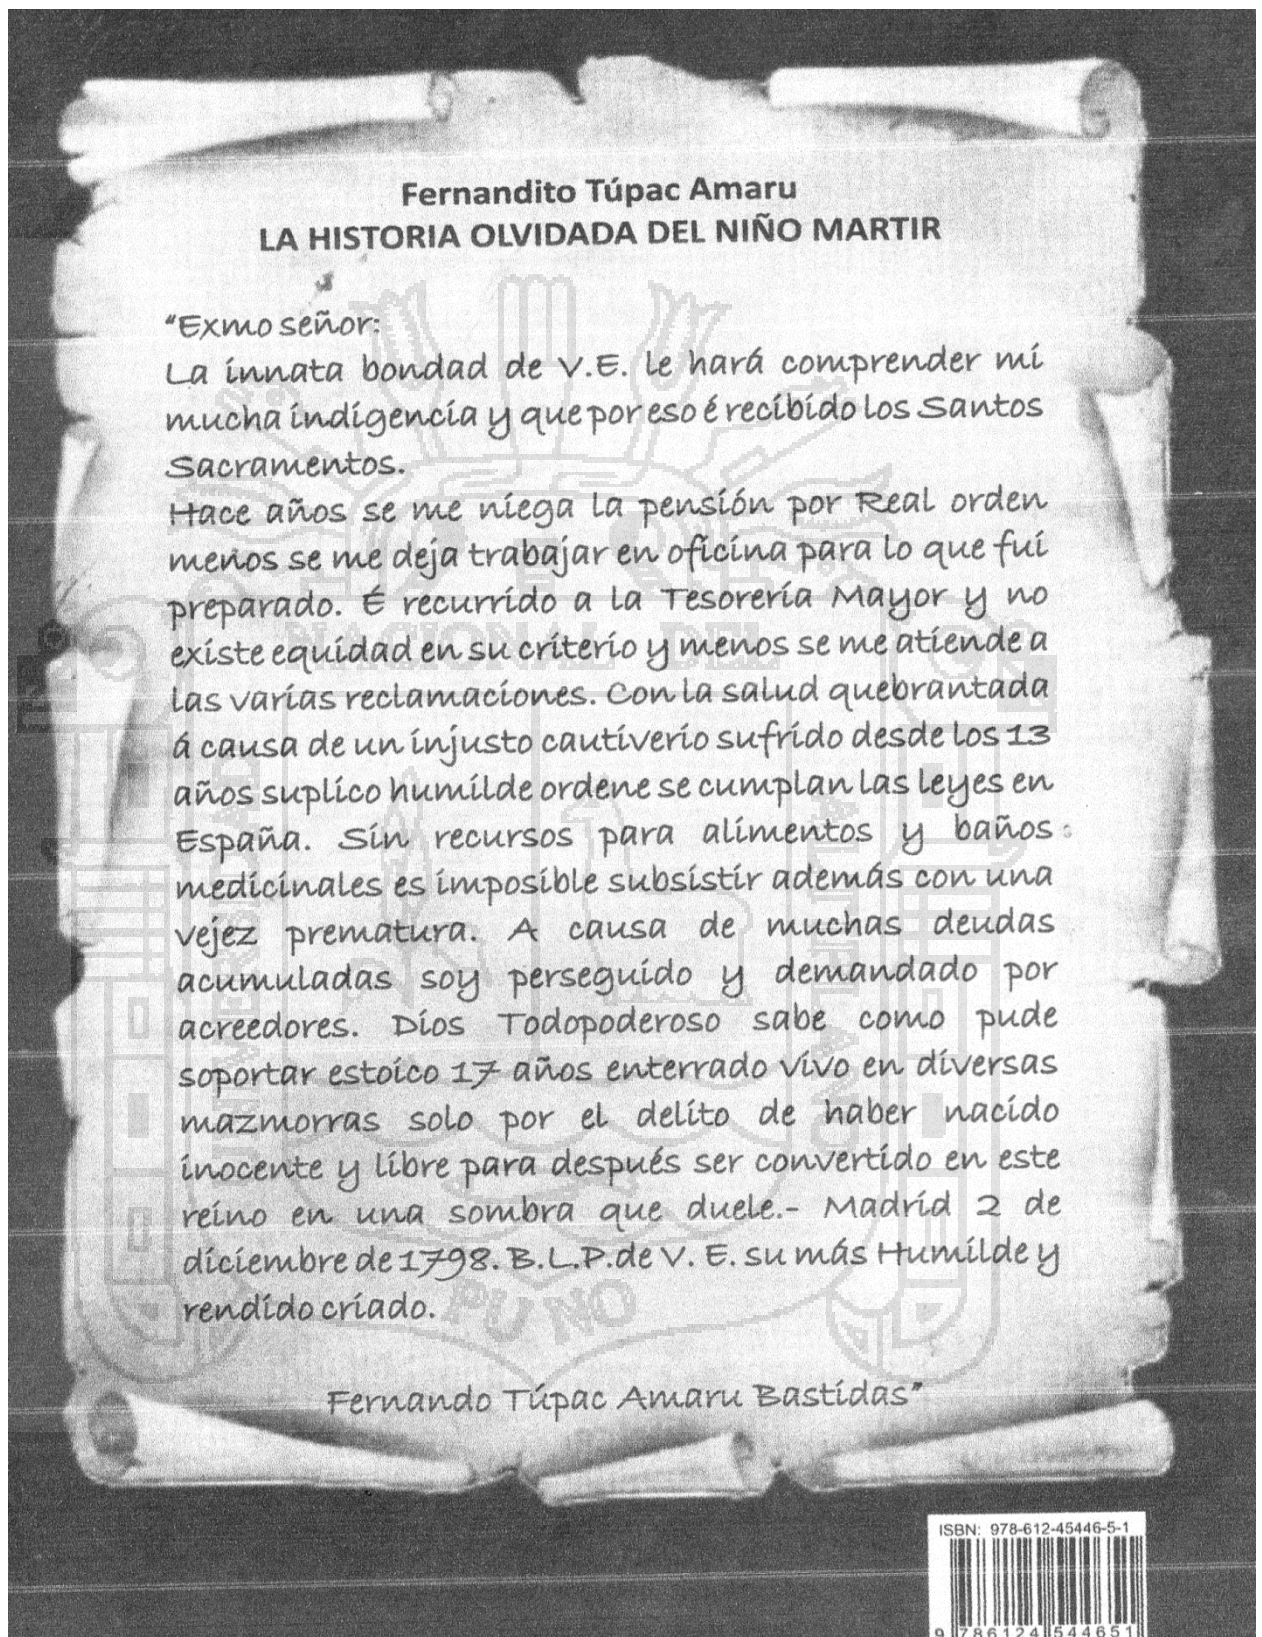 Fernandito Túpac Amaru
LA HISTORIA OLVIDADA DEL NIÑO MARTIR
"Exmo señor:
La innata bondad de V.E. le hará comprender mi
mucha indigencia y que por eso é recibido los Santos
Sacramentos.
Hace años se me niega la pensión por Real orden
menos se me deja trabajar en oficina para lo que fui
preparado. É recurrido a la Tesorería Mayor y no
existe equidad en su criterio y menos se me atiende a
las varias reclamaciones. Con la salud quebrantada
á causa de un injusto cautiverio sufrido desde los 13
años suplico humilde ordene se cumplan las leyes en
España. Sin recursos para alimentos y baños
medicinales es imposible subsistir además con una
vejez prematura. A causa de muchas deudas
acumuladas soy perseguido y demandado por
acreedores. Dios Todopoderoso sabe como pude
soportar estoico 17 años enterrado vivo en diversas
mazmorras solo por el delito de haber nacido
inocente y libre para después ser convertido en este
reino en una sombra que duele.- Madrid 2 de
diciembre de 1798. B.L.P.de V. E. su más Humilde y
rendido criado.
Fernando Túpac Amaru Bastidas"
NACIONAL DEL
ALTIPLANO
PUNO
ISBN: 978-612-45446-5-1
9 786124 544651